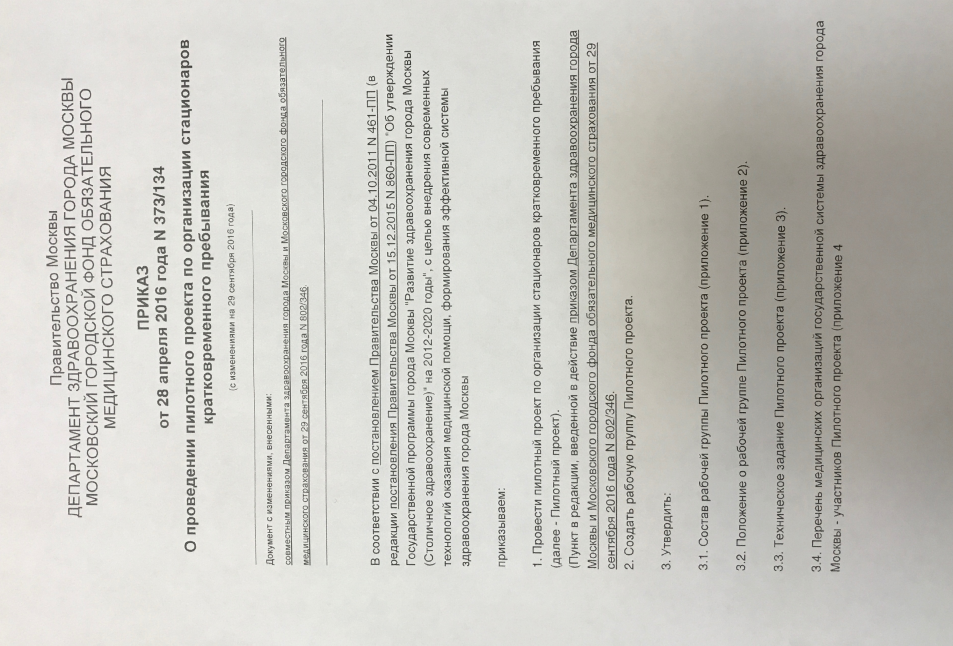 Правительство Москвы
ДЕПАРТАМЕНТ ЗДРАВООХРАНЕНИЯ ГОРОДА МОСКВЫ
МОСКОВСКИЙ ГОРОДСКОЙ ФОНД ОБЯЗАТЕЛЬНОГО
МЕДИЦИНСКОГО СТРАХОВАНИЯ
ПРИКАЗ
от 28 апреля 2016 года N 373/134
О проведении пилотного проекта по организации стационаров
кратковременного пребывания
(с изменениями на 29 сентября 2016 года)
Документ с изменениями, внесенными:
совместным приказом Департамента здравоохранения города Москвы и Московского городского фонда обязательного
медицинского страхования от 29 сентября 2016 года N 802/346
В соответствии с постановлением Правительства Москвы от 04.10.2011 N 461-ПП (в
редакции постановления Правительства Москвы от 15.12.2015 N 860-ПП) "Об утверждении
Государственной программы города Москвы "Развитие здравоохранения города Москвы
(Столичное здравоохранение)" на 2012-2020 годы", с целью внедрения современных
технологий оказания медицинской помощи, формирования эффективной системы
здравоохранения города Москвы
приказываем:
1. Провести пилотный проект по организации стационаров кратковременного пребывания
(далее - Пилотный проект).
(Пункт в редакции, введенной в действие приказом Департамента здравоохранения города
Москвы и Московского городского фонда обязательного медицинского страхования от 29
сентября 2016 года N 802/346.
2. Создать рабочую группу Пилотного проекта.
3. Утвердить:
3.1. Состав рабочей группы Пилотного проекта (приложение 1).
3.2. Положение о рабочей группе Пилотного проекта (приложение 2).
3.3. Техническое задание Пилотного проекта (приложение 3).
3.4. Перечень медицинских организаций государственной системы здравоохранения города
Москвы - участников Пилотного проекта (приложение 4